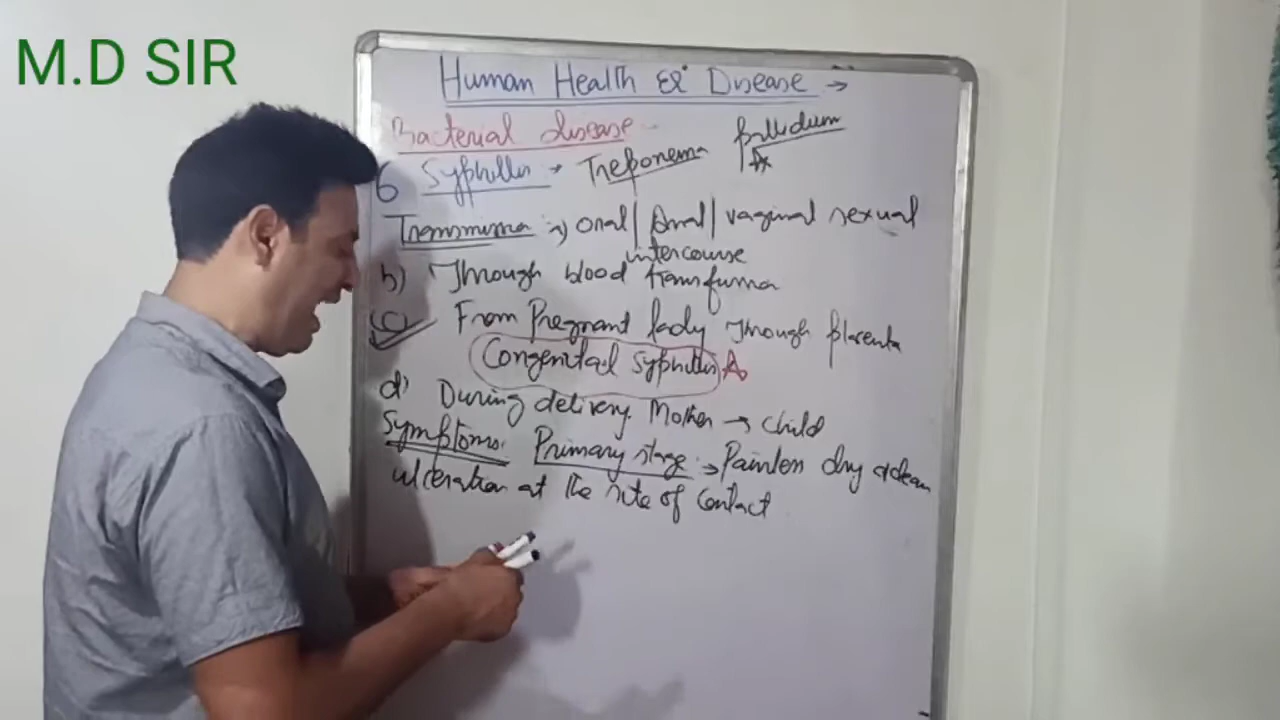 M.D SIR
Human Health & Disease →
Bacterial disease
6 Syphillis → Treponema pallidum
Transmission → oral / Anal / vaginal sexual
intercourse
b) Through blood transfusion
c) From Pregnant lady Through placenta
Congenital Syphillis
d) During delivery. Mother → child
Symptoms: Primary stage → Painless dry & clean
ulceration at the site of contact